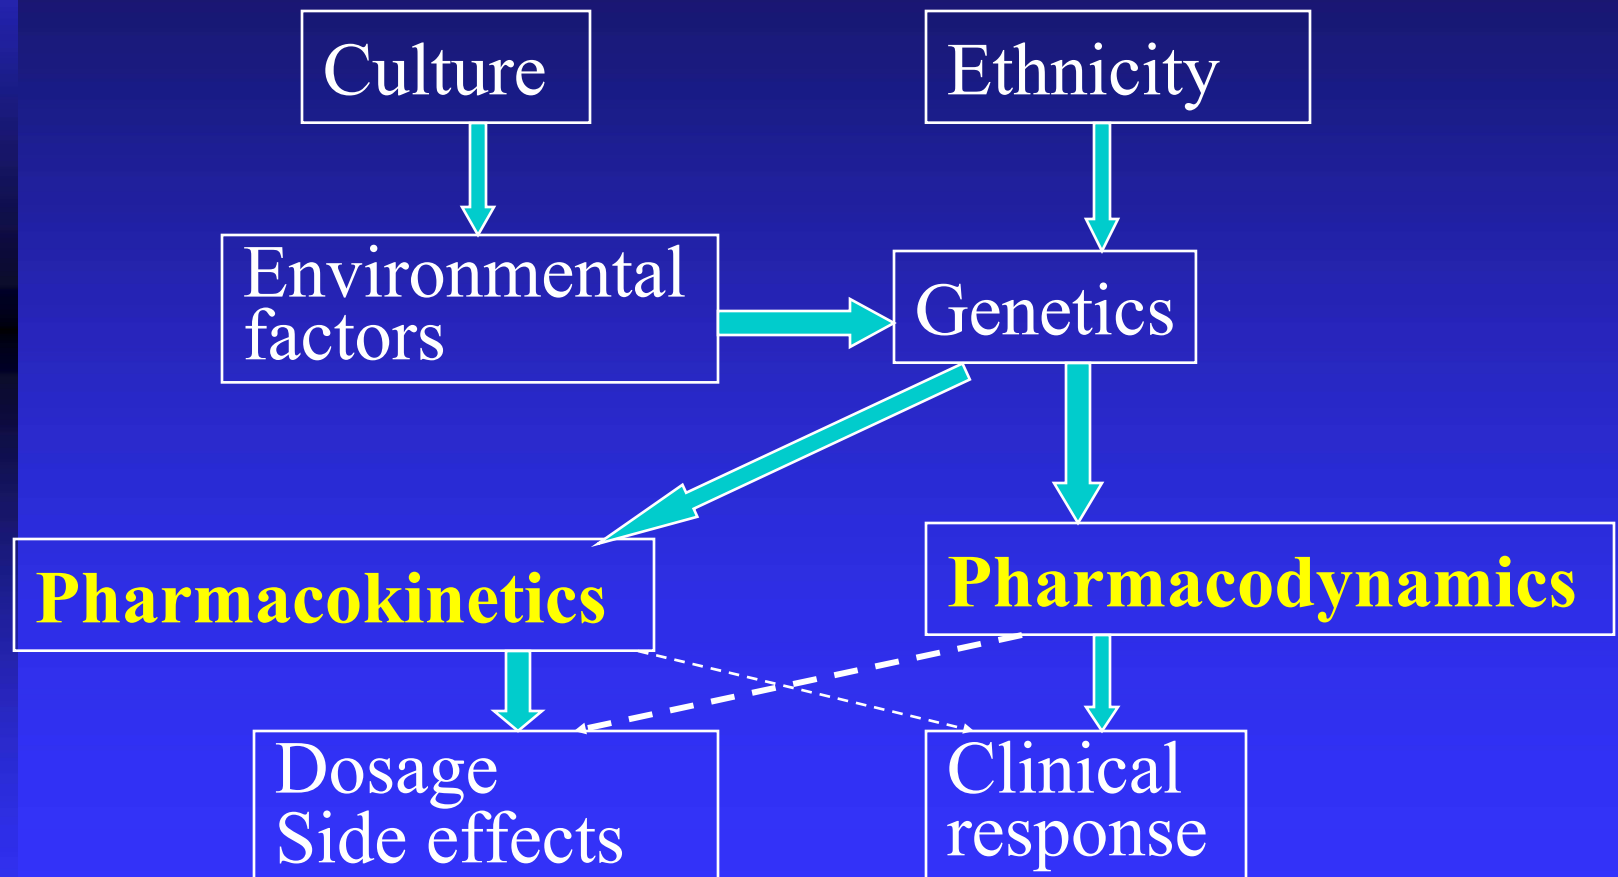 Culture
Ethnicity
Environmental
factors
Genetics
Pharmacokinetics
Pharmacodynamics
Dosage
Side effects
Clinical
response